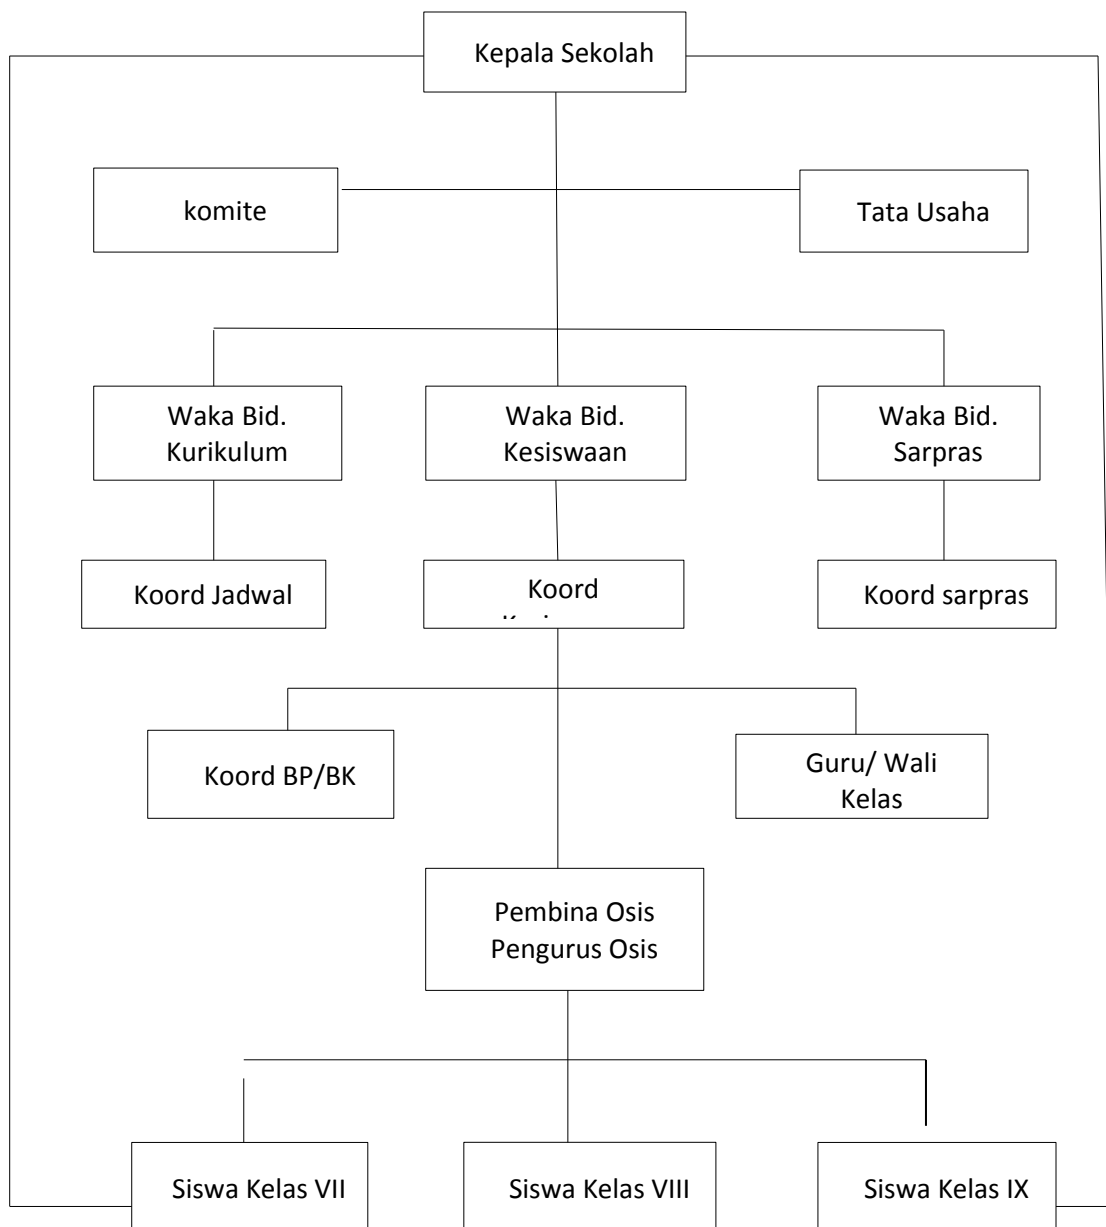 Kepala Sekolah
komite
Tata Usaha
Waka Bid.
Kurikulum
Waka Bid.
Kesiswaan
Waka Bid.
Sarpras
Koord Jadwal
Koord
Koord sarpras
Koord BP/BK
Guru/ Wali
Kelas
Pembina Osis
Pengurus Osis
Siswa Kelas VII
Siswa Kelas VIII
Siswa Kelas IX